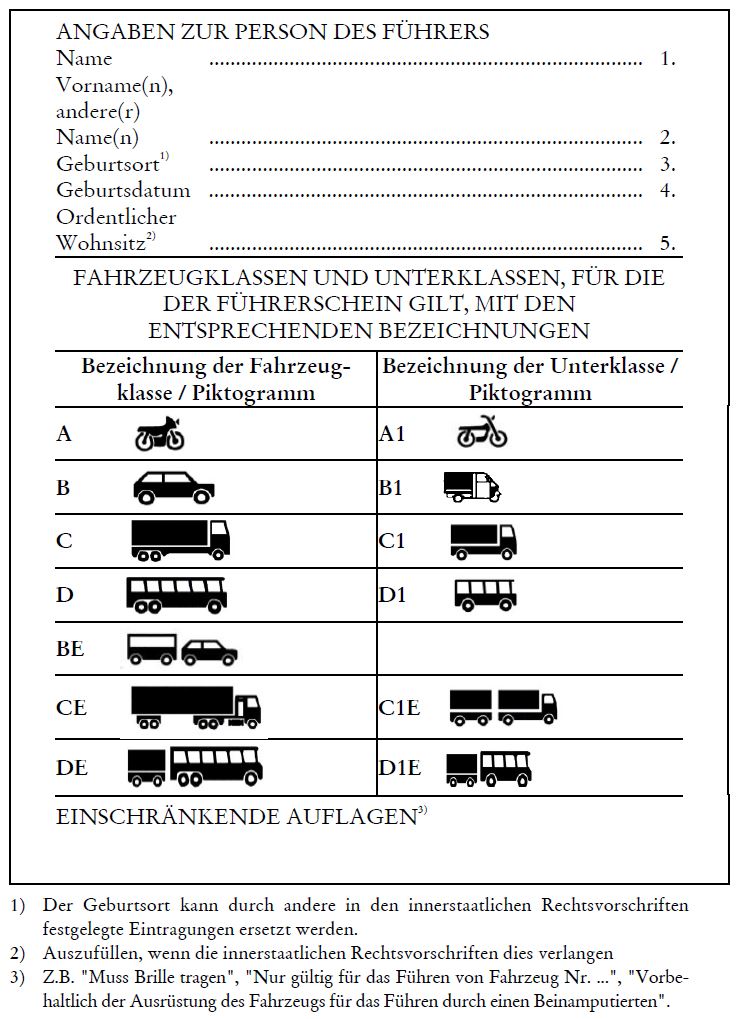 ANGABEN ZUR PERSON DES FÜHRERS
Name ................................................................................ 1.
Vorname(n),
andere(r)
Name(n) ................................................................................ 2.
Geburtsort1) ................................................................................ 3.
Geburtsdatum ................................................................................ 4.
Ordentlicher
Wohnsitz2) ................................................................................ 5.
FAHRZEUGKLASSEN UND UNTERKLASSEN, FÜR DIE
DER FÜHRERSCHEIN GILT, MIT DEN
ENTSPRECHENDEN BEZEICHNUNGEN
Bezeichnung der Fahrzeug-
klasse / Piktogramm
Bezeichnung der Unterklasse /
Piktogramm
A A1
B B1
C C1
D D1
BE
CE C1E
DE D1E
EINSCHRÄNKENDE AUFLAGEN3)
1) Der Geburtsort kann durch andere in den innerstaatlichen Rechtsvorschriften
festgelegte Eintragungen ersetzt werden.
2) Auszufüllen, wenn die innerstaatlichen Rechtsvorschriften dies verlangen
3) Z.B. "Muss Brille tragen", "Nur gültig für das Führen von Fahrzeug Nr. ...", "Vorbe-
haltlich der Ausrüstung des Fahrzeugs für das Führen durch einen Beinamputierten".